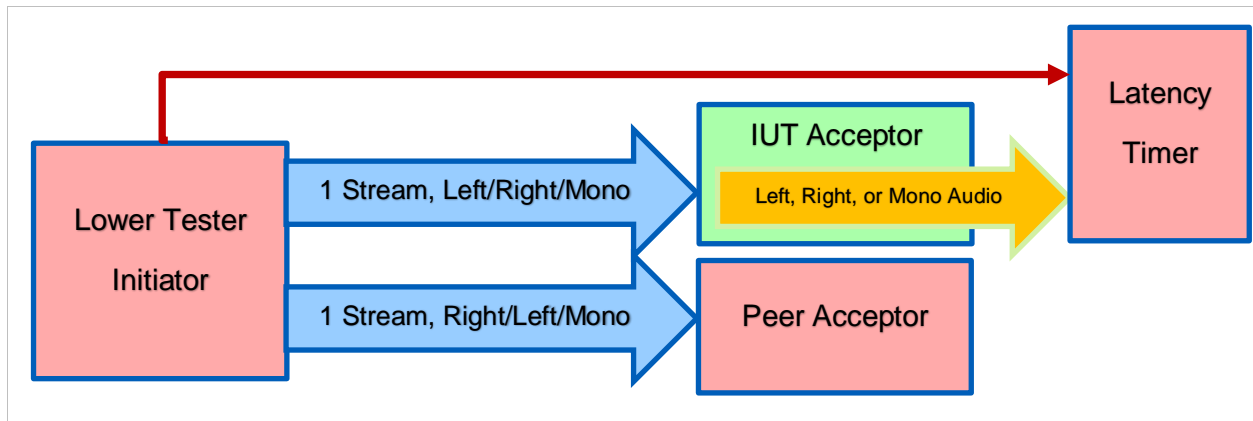 Lower Tester
Initiator
1 Stream, Left/Right/Mono
1 Stream, Right/Left/Mono
IUT Acceptor
Left, Right, or Mono Audio
Peer Acceptor
Latency
Timer